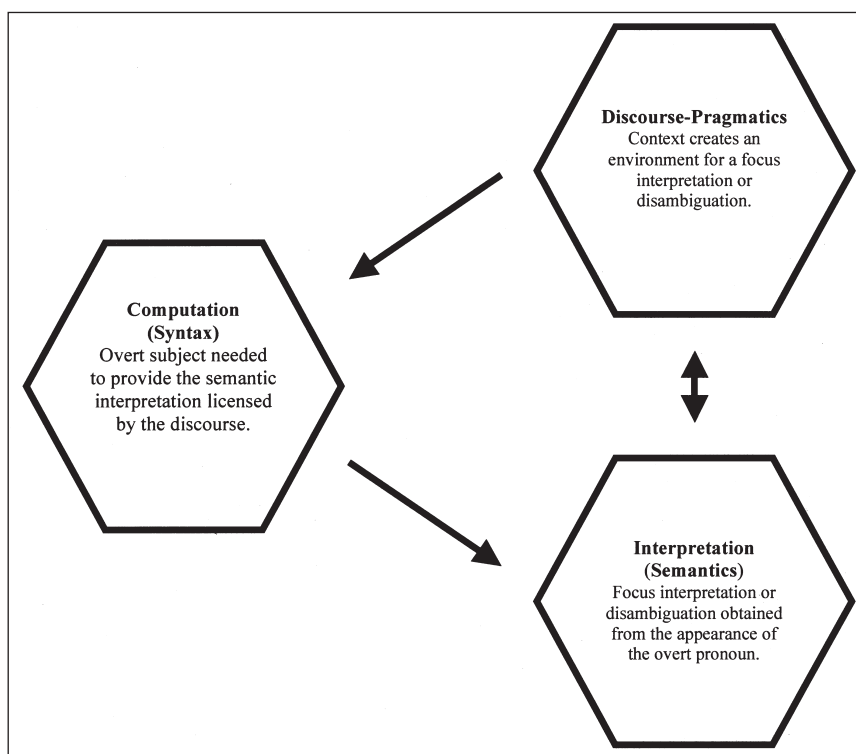 Discourse-Pragmatics
Context creates an
environment for a focus
interpretation or
disambiguation.
Computation
(Syntax)
Overt subject needed
to provide the semantic
interpretation licensed
by the discourse.
Interpretation
(Semantics)
Focus interpretation or
disambiguation obtained
from the appearance of
the overt pronoun.